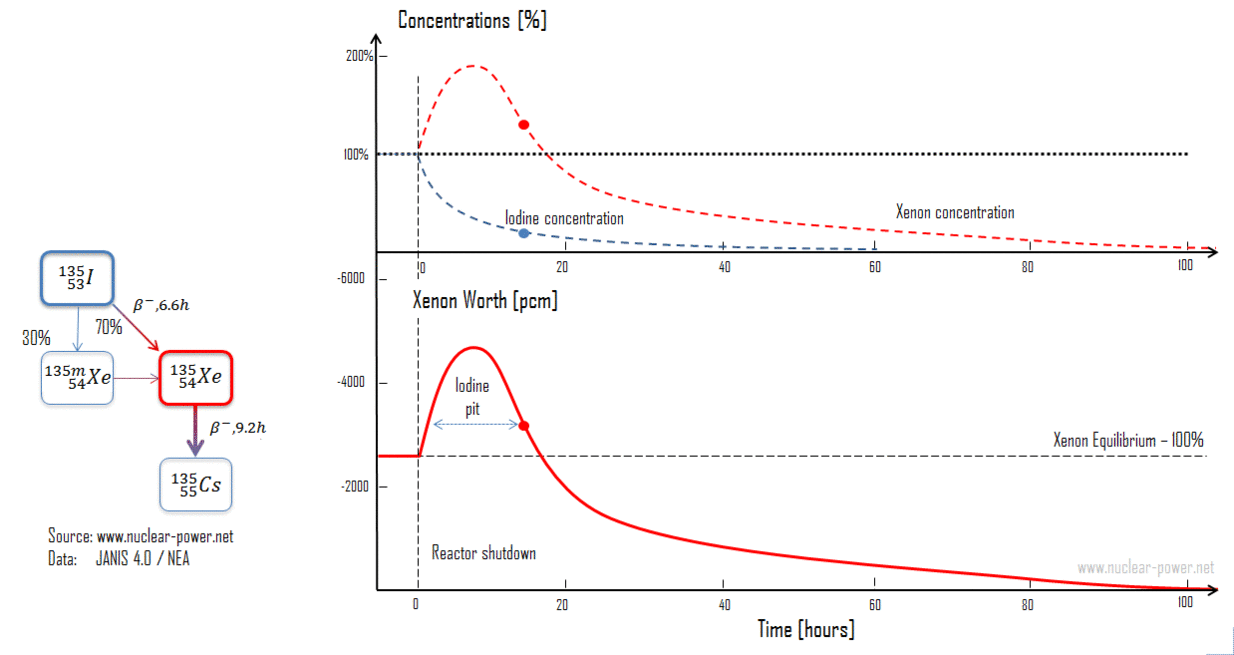 Concentrations [%]
200%
100%
Iodine concentration
Xenon concentration
0 20 40 60 80 100
-6000
Xenon Worth [pcm]
-4000
Iodine
pit
Xenon Equilibrium – 100%
-2000
Reactor shutdown
www.nuclear-power.net
0 20 40 60 80 100
Time [hours]
135 53 I
β⁻,6.6h
30% 70%
135m 54 Xe
135 54 Xe
β⁻,9.2h
135 55 Cs
Source: www.nuclear-power.net
Data: JANIS 4.0 / NEA